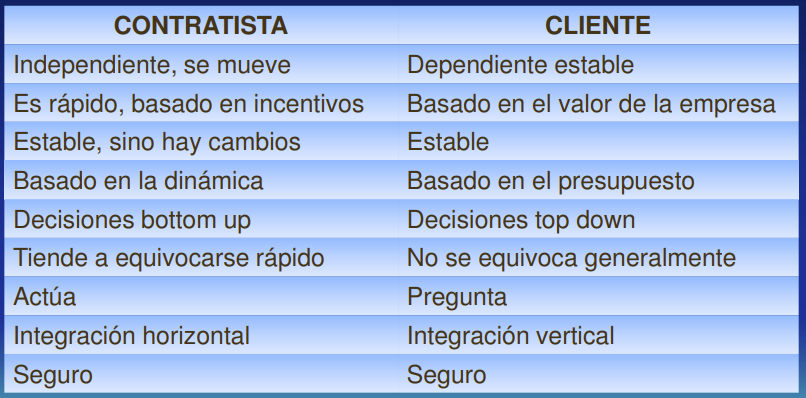 CONTRATISTA CLIENTE
Independiente, se mueve Dependiente estable
Es rápido, basado en incentivos Basado en el valor de la empresa
Estable, sino hay cambios Estable
Basado en la dinámica Basado en el presupuesto
Decisiones bottom up Decisiones top down
Tiende a equivocarse rápido No se equivoca generalmente
Actúa Pregunta
Integración horizontal Integración vertical
Seguro Seguro